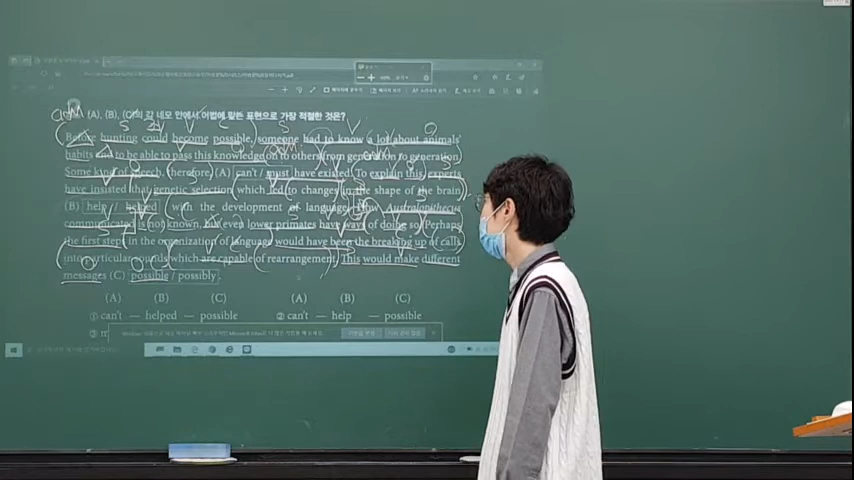 (A), (B), (C)의 각 네모 안에서 어법에 맞는 표현으로 가장 적절한 것은?
Before hunting could become possible, someone had to know a lot about animals'
habits and to be able to pass this knowledge on to others from generation to generation.
Some kind of speech, therefore, (A) can't / must have existed. To explain this, experts
have insisted that genetic selection which led to changes in the shape of the brain
(B) help / helped with the development of language. How Australopithecus
communicated is not known, but even lower primates have ways of doing so. Perhaps
the first step in the organization of language would have been the breaking up of calls
into particular sounds which are capable of rearrangement. This would make different
messages (C) possible / possibly.
(A) (B) (C) (A) (B) (C)
① can't — helped — possible ② can't — help — possible
③